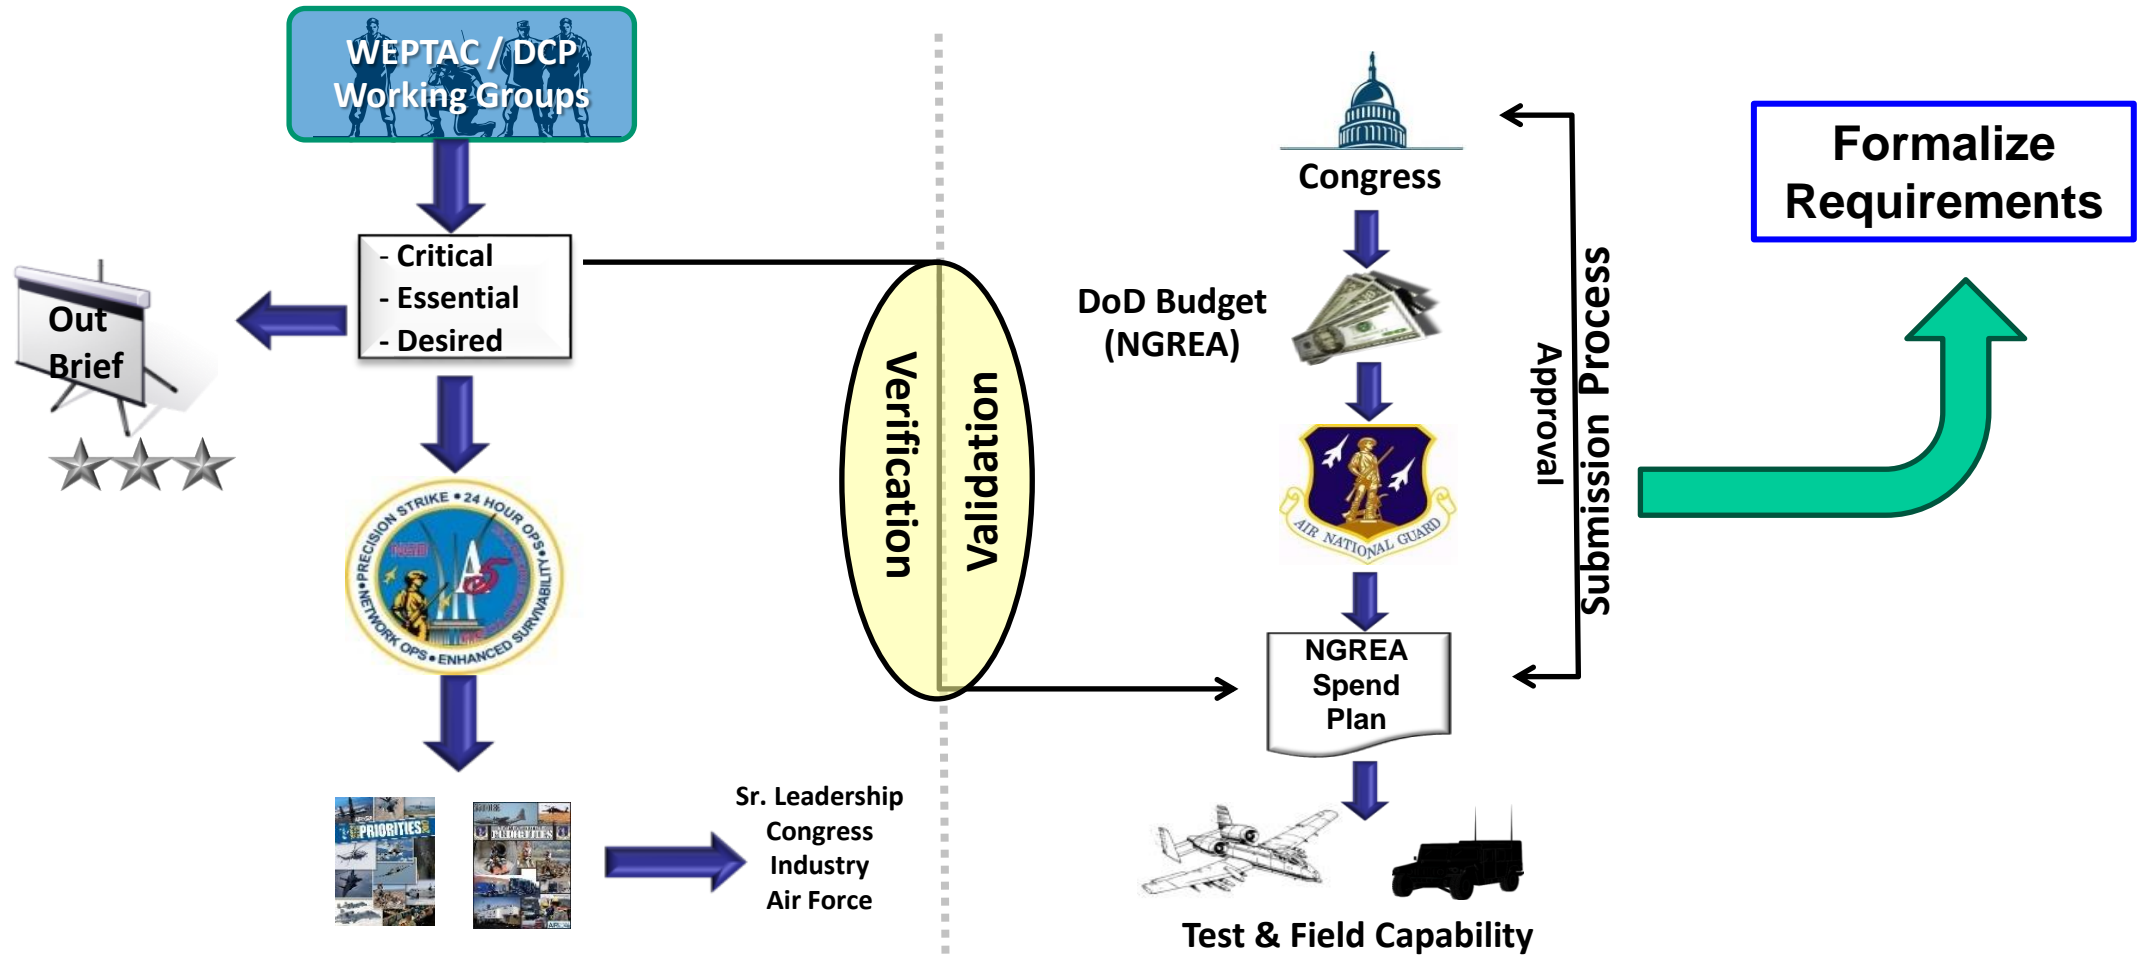 WEPTAC / DCP
Working Groups
- Critical
- Essential
- Desired
Out
Brief
PRECISION STRIKE • 24 HOUR OPS •
NETWORK OPS • ENHANCED SURVIVABILITY
PRIORITIES
PRIORITIES
Sr. Leadership
Congress
Industry
Air Force
Verification
Validation
Congress
DoD Budget
(NGREA)
AIR NATIONAL GUARD
NGREA
Spend
Plan
Test & Field Capability
Approval
Submission Process
Formalize
Requirements